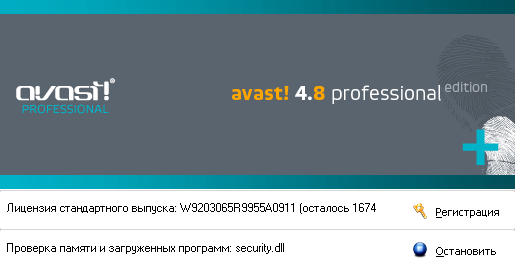 avast!®
PROFESSIONAL
avast! 4.8 professional edition
Лицензия стандартного выпуска: W9203065R9955A0911 (осталось 1674
Регистрация
Проверка памяти и загруженных программ: security.dll
Остановить